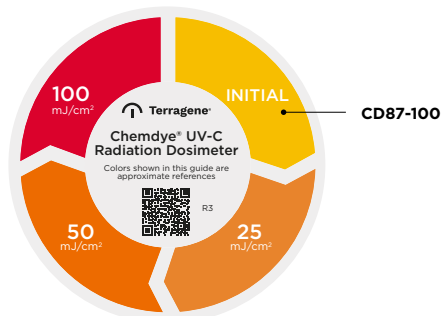 100
mJ/cm²
INITIAL
Terragene®
CD87-100
Chemdye® UV-C
Radiation Dosimeter
Colors shown in this guide are
approximate references
R3
50
mJ/cm²
25
mJ/cm²